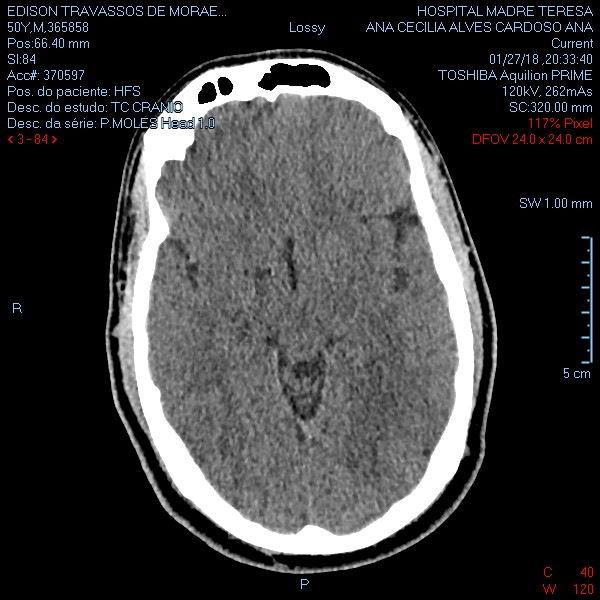 EDISON TRAVASSOS DE MORAE...
50Y,M,365858
Pos:66.40 mm
SI:84
Acc#: 370597
Pos. do paciente: HFS
Desc. do estudo: TC CRANIO
Desc. da série: P.MOLES Head 1.0
< 3 - 84 >
Lossy
HOSPITAL MADRE TERESA
ANA CECILIA ALVES CARDOSO ANA
Current
01/27/18 ,20:33:40
TOSHIBA Aquilion PRIME
120kV, 262mAs
SC:320.00 mm
117% Pixel
DFOV 24.0 x 24.0 cm
SW 1.00 mm
R
5 cm
P
C 40
W 120